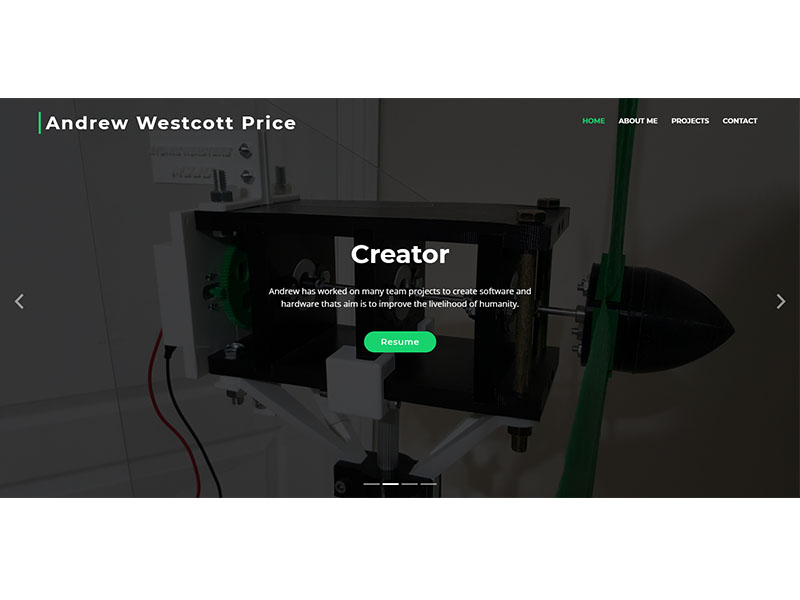 Andrew Westcott Price
HOME ABOUT ME PROJECTS CONTACT
Creator
Andrew has worked on many team projects to create software and
hardware thats aim is to improve the livelihood of humanity.
Resume